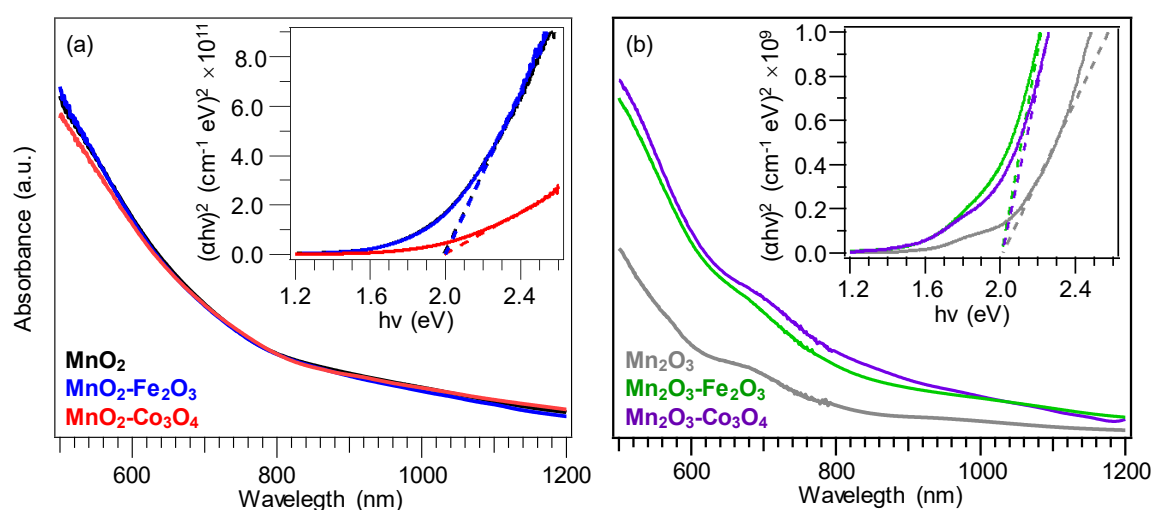 (a)
(αhν)² (cm⁻¹ eV)² ×10¹¹
8.0
6.0
4.0
2.0
0.0
1.2 1.6 2.0 2.4
hν (eV)
Absorbance (a.u.)
MnO₂
MnO₂-Fe₂O₃
MnO₂-Co₃O₄
600 800 1000 1200
Wavelegth (nm)
(b)
(αhν)² (cm⁻¹ eV)² ×10⁹
1.0
0.8
0.6
0.4
0.2
0.0
1.2 1.6 2.0 2.4
hν (eV)
Mn₂O₃
Mn₂O₃-Fe₂O₃
Mn₂O₃-Co₃O₄
600 800 1000 1200
Wavelegth (nm)